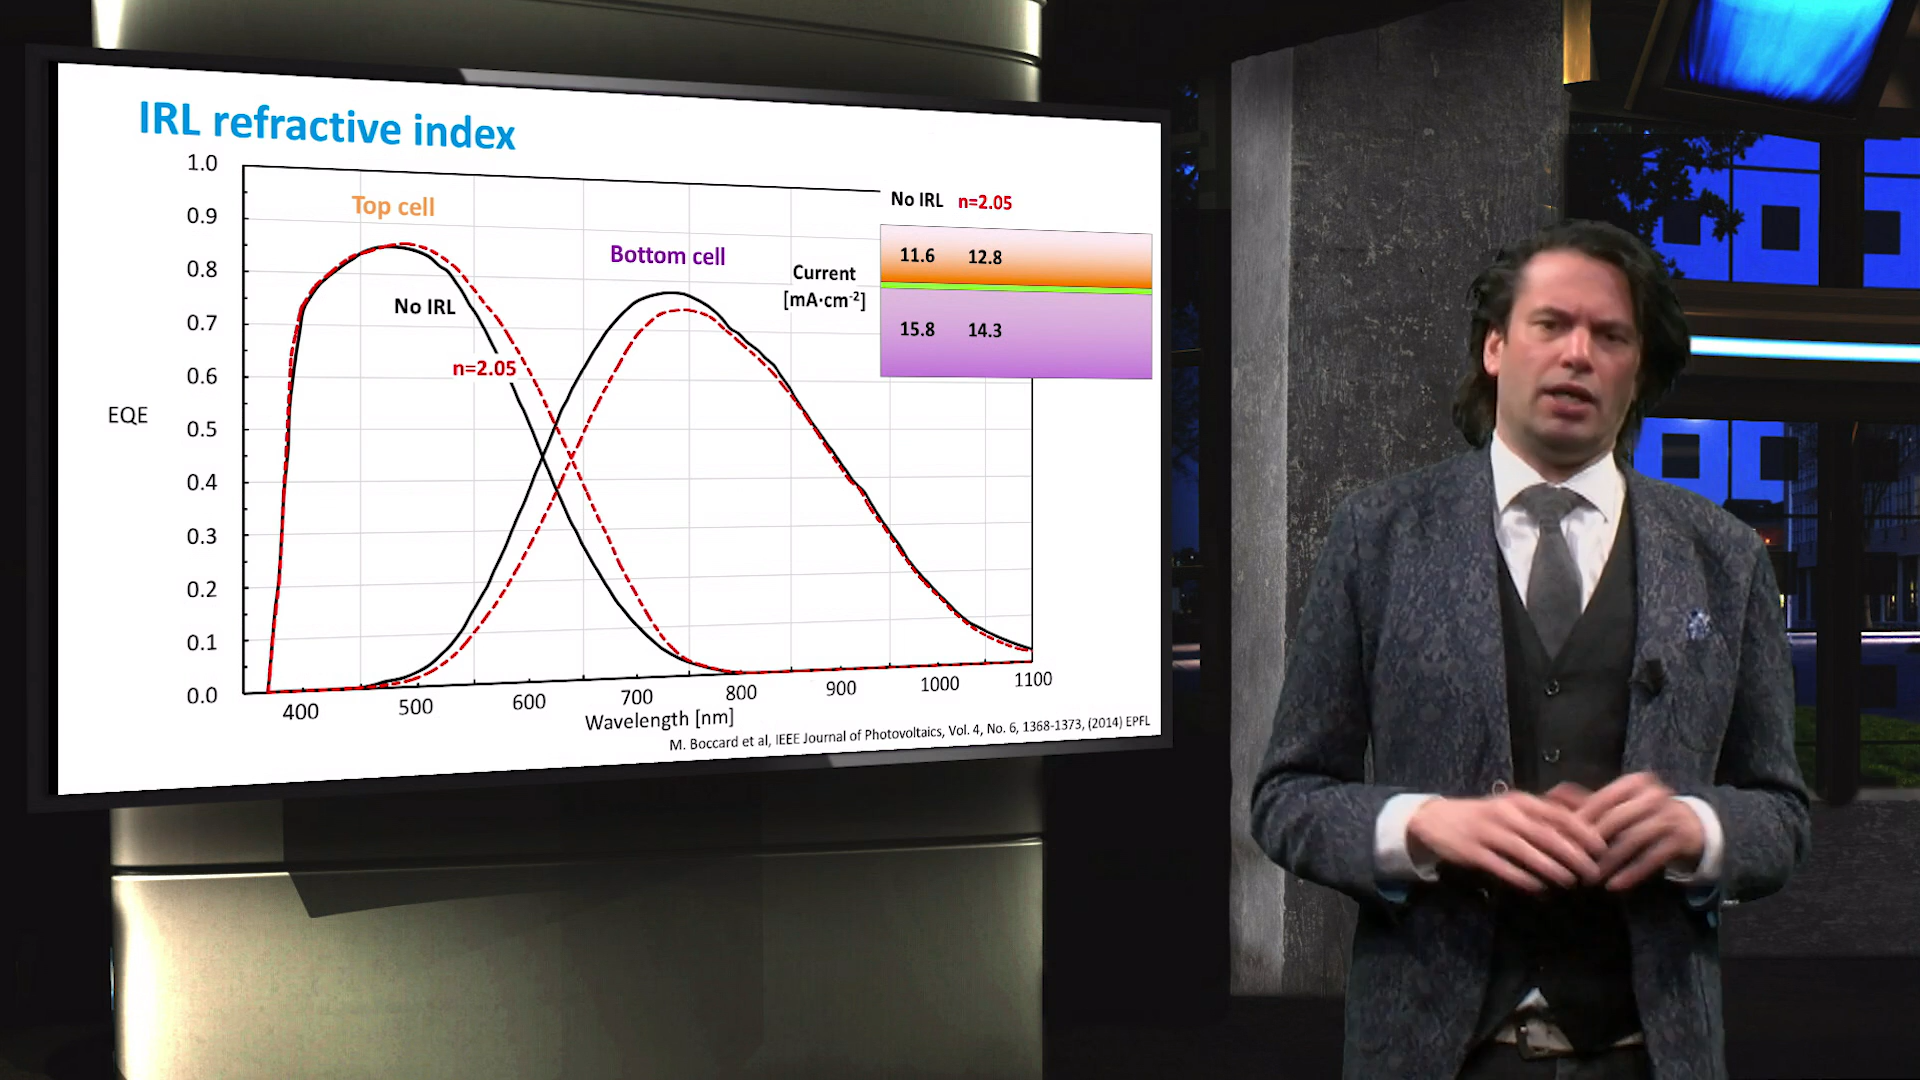 IRL refractive index
1.0
0.9
0.8
0.7
0.6
0.5
0.4
0.3
0.2
0.1
0.0
EQE
Top cell
Bottom cell
No IRL
n=2.05
No IRL n=2.05
Current
[mA·cm-2]
11.6 12.8
15.8 14.3
400 500 600 700 800 900 1000 1100
Wavelength [nm]
M. Boccard et al, IEEE Journal of Photovoltaics, Vol. 4, No. 6, 1368-1373, (2014) EPFL